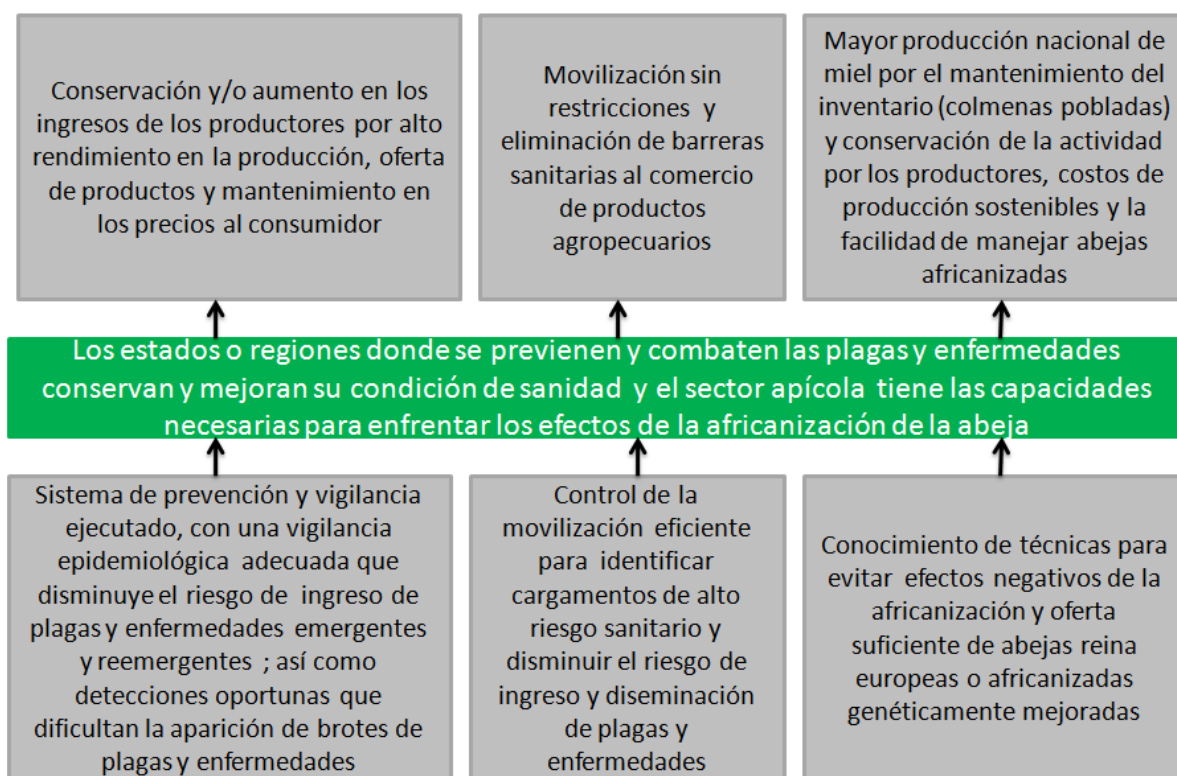 Conservación y/o aumento en los
ingresos de los productores por alto
rendimiento en la producción, oferta
de productos y mantenimiento en
los precios al consumidor
Movilización sin
restricciones y
eliminación de barreras
sanitarias al comercio
de productos
agropecuarios
Mayor producción nacional de
miel por el mantenimiento del
inventario (colmenas pobladas)
y conservación de la actividad
por los productores, costos de
producción sostenibles y la
facilidad de manejar abejas
africanizadas
Los estados o regiones donde se previenen y combaten las plagas y enfermedades
conservan y mejoran su condición de sanidad y el sector apícola tiene las capacidades
necesarias para enfrentar los efectos de la africanización de la abeja
Sistema de prevención y vigilancia
ejecutado, con una vigilancia
epidemiológica adecuada que
disminuye el riesgo de ingreso de
plagas y enfermedades emergentes
y reemergentes ; así como
detecciones oportunas que
dificultan la aparición de brotes de
plagas y enfermedades
Control de la
movilización eficiente
para identificar
cargamentos de alto
riesgo sanitario y
disminuir el riesgo de
ingreso y diseminación
de plagas y
enfermedades
Conocimiento de técnicas para
evitar efectos negativos de la
africanización y oferta
suficiente de abejas reina
europeas o africanizadas
genéticamente mejoradas